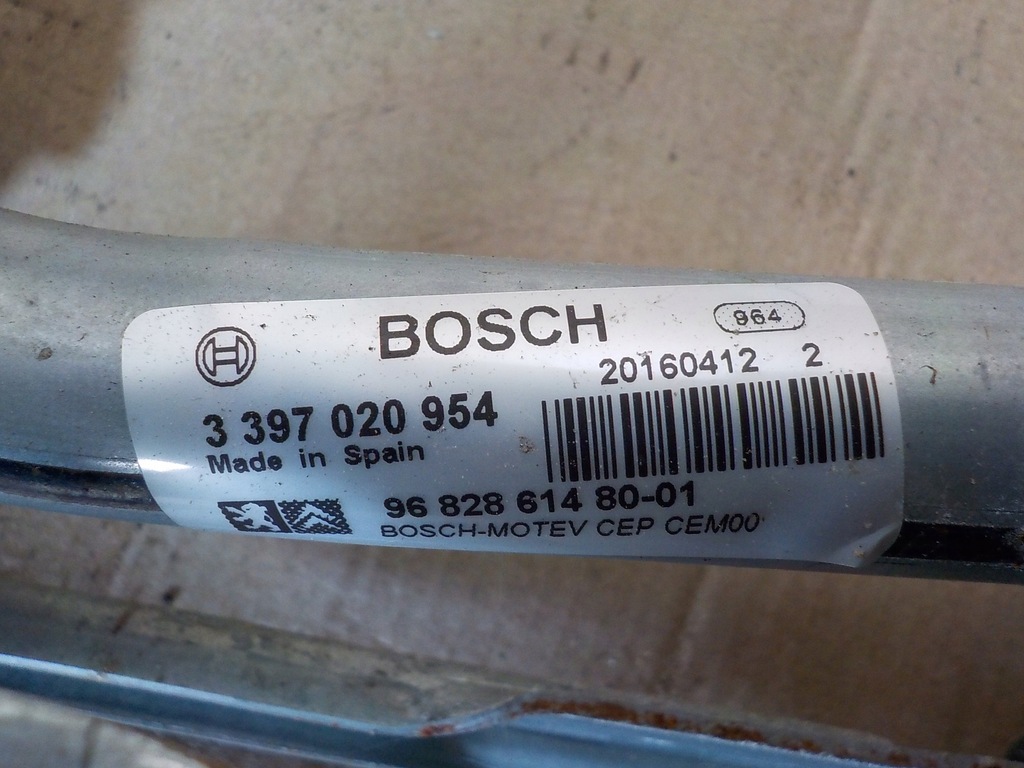 BOSCH
964
20160412 2
3 397 020 954
Made in Spain
96 828 614 80-01
BOSCH-MOTEV CEP CEM00